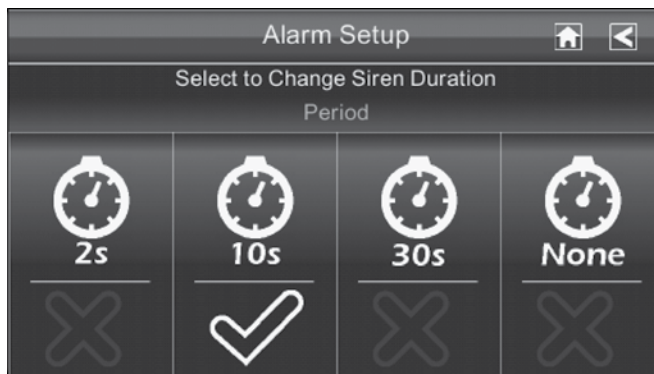 Alarm Setup
Select to Change Siren Duration
Period
2s 10s 30s None